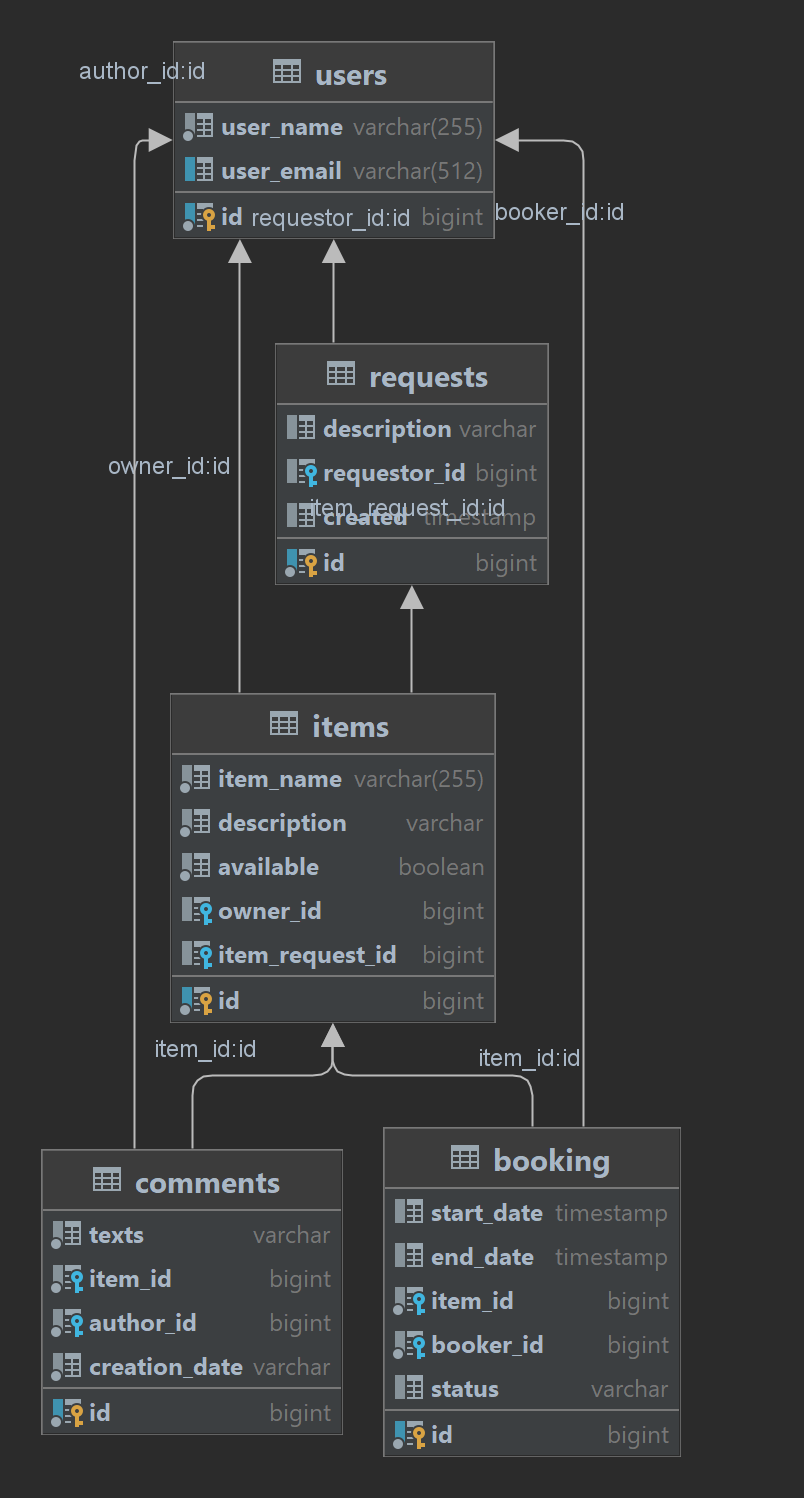 author_id:id
users
user_name varchar(255)
user_email varchar(512)
id requestor_id:id bigint
booker_id:id
requests
description varchar
owner_id:id
requestor_id bigint
item_request_id:id
created timestamp
id bigint
items
item_name varchar(255)
description varchar
available boolean
owner_id bigint
item_request_id bigint
id bigint
item_id:id
item_id:id
comments
texts varchar
item_id bigint
author_id bigint
creation_date varchar
id bigint
booking
start_date timestamp
end_date timestamp
item_id bigint
booker_id bigint
status varchar
id bigint